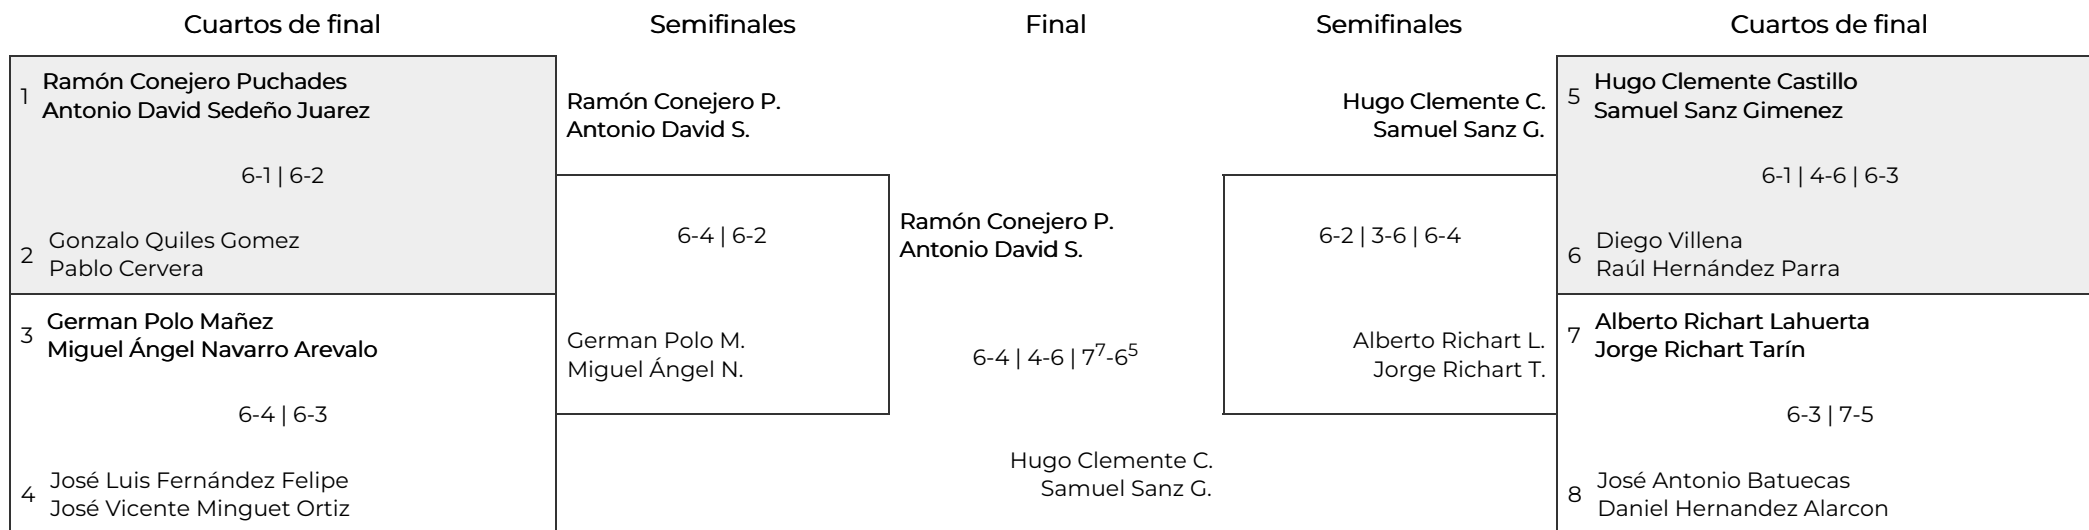 Cuartos de final
Semifinales
Final
Semifinales
Cuartos de final
1
Ramón Conejero Puchades
Antonio David Sedeño Juarez
6-1 | 6-2
2
Gonzalo Quiles Gomez
Pablo Cervera
3
German Polo Mañez
Miguel Ángel Navarro Arevalo
6-4 | 6-3
4
José Luis Fernández Felipe
José Vicente Minguet Ortiz
Ramón Conejero P.
Antonio David S.
6-4 | 6-2
German Polo M.
Miguel Ángel N.
Ramón Conejero P.
Antonio David S.
6-4 | 4-6 | 7⁷-6⁵
Hugo Clemente C.
Samuel Sanz G.
Hugo Clemente C.
Samuel Sanz G.
6-2 | 3-6 | 6-4
Alberto Richart L.
Jorge Richart T.
5
Hugo Clemente Castillo
Samuel Sanz Gimenez
6-1 | 4-6 | 6-3
6
Diego Villena
Raúl Hernández Parra
7
Alberto Richart Lahuerta
Jorge Richart Tarín
6-3 | 7-5
8
José Antonio Batuecas
Daniel Hernandez Alarcon